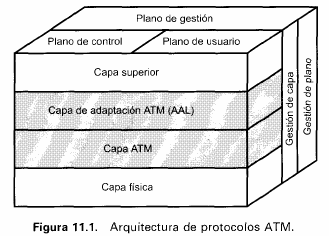 Plano de gestión
Plano de control
Plano de usuario
Capa superior
Capa de adaptación ATM (AAL)
Capa ATM
Capa física
Gestión de capa
Gestión de plano
Figura 11.1. Arquitectura de protocolos ATM.